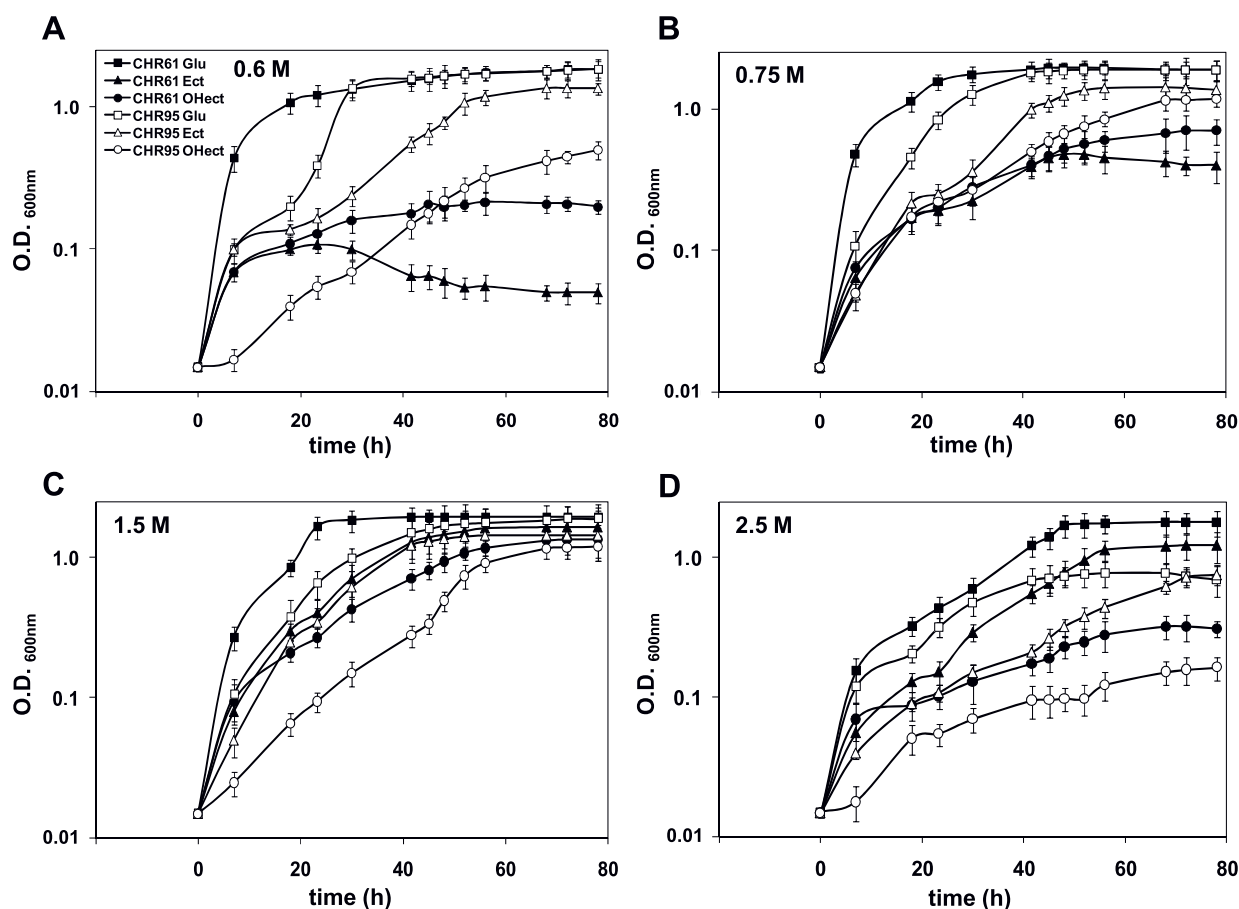 A
0.6 M
CHR61 Glu
CHR61 Ect
CHR61 OHect
CHR95 Glu
CHR95 Ect
CHR95 OHect
1.0
0.1
0.01
O.D. 600nm
0 20 40 60 80
time (h)
B
0.75 M
1.0
0.1
0.01
O.D. 600nm
0 20 40 60 80
time (h)
C
1.5 M
1.0
0.1
0.01
O.D. 600nm
0 20 40 60 80
time (h)
D
2.5 M
1.0
0.1
0.01
O.D. 600nm
0 20 40 60 80
time (h)